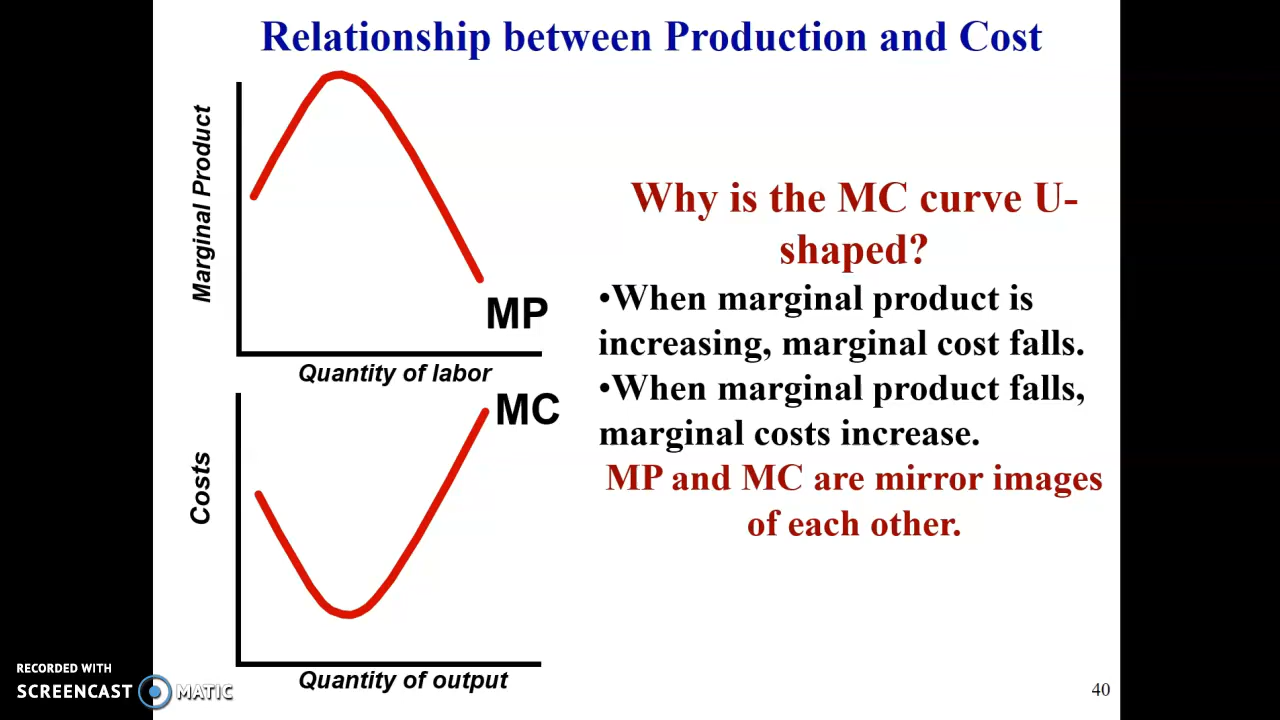 Relationship between Production and Cost
Marginal Product
MP
Quantity of labor
Costs
MC
Quantity of output
Why is the MC curve U-
shaped?
•When marginal product is
increasing, marginal cost falls.
•When marginal product falls,
marginal costs increase.
MP and MC are mirror images
of each other.
RECORDED WITH
SCREENCAST MATIC
40